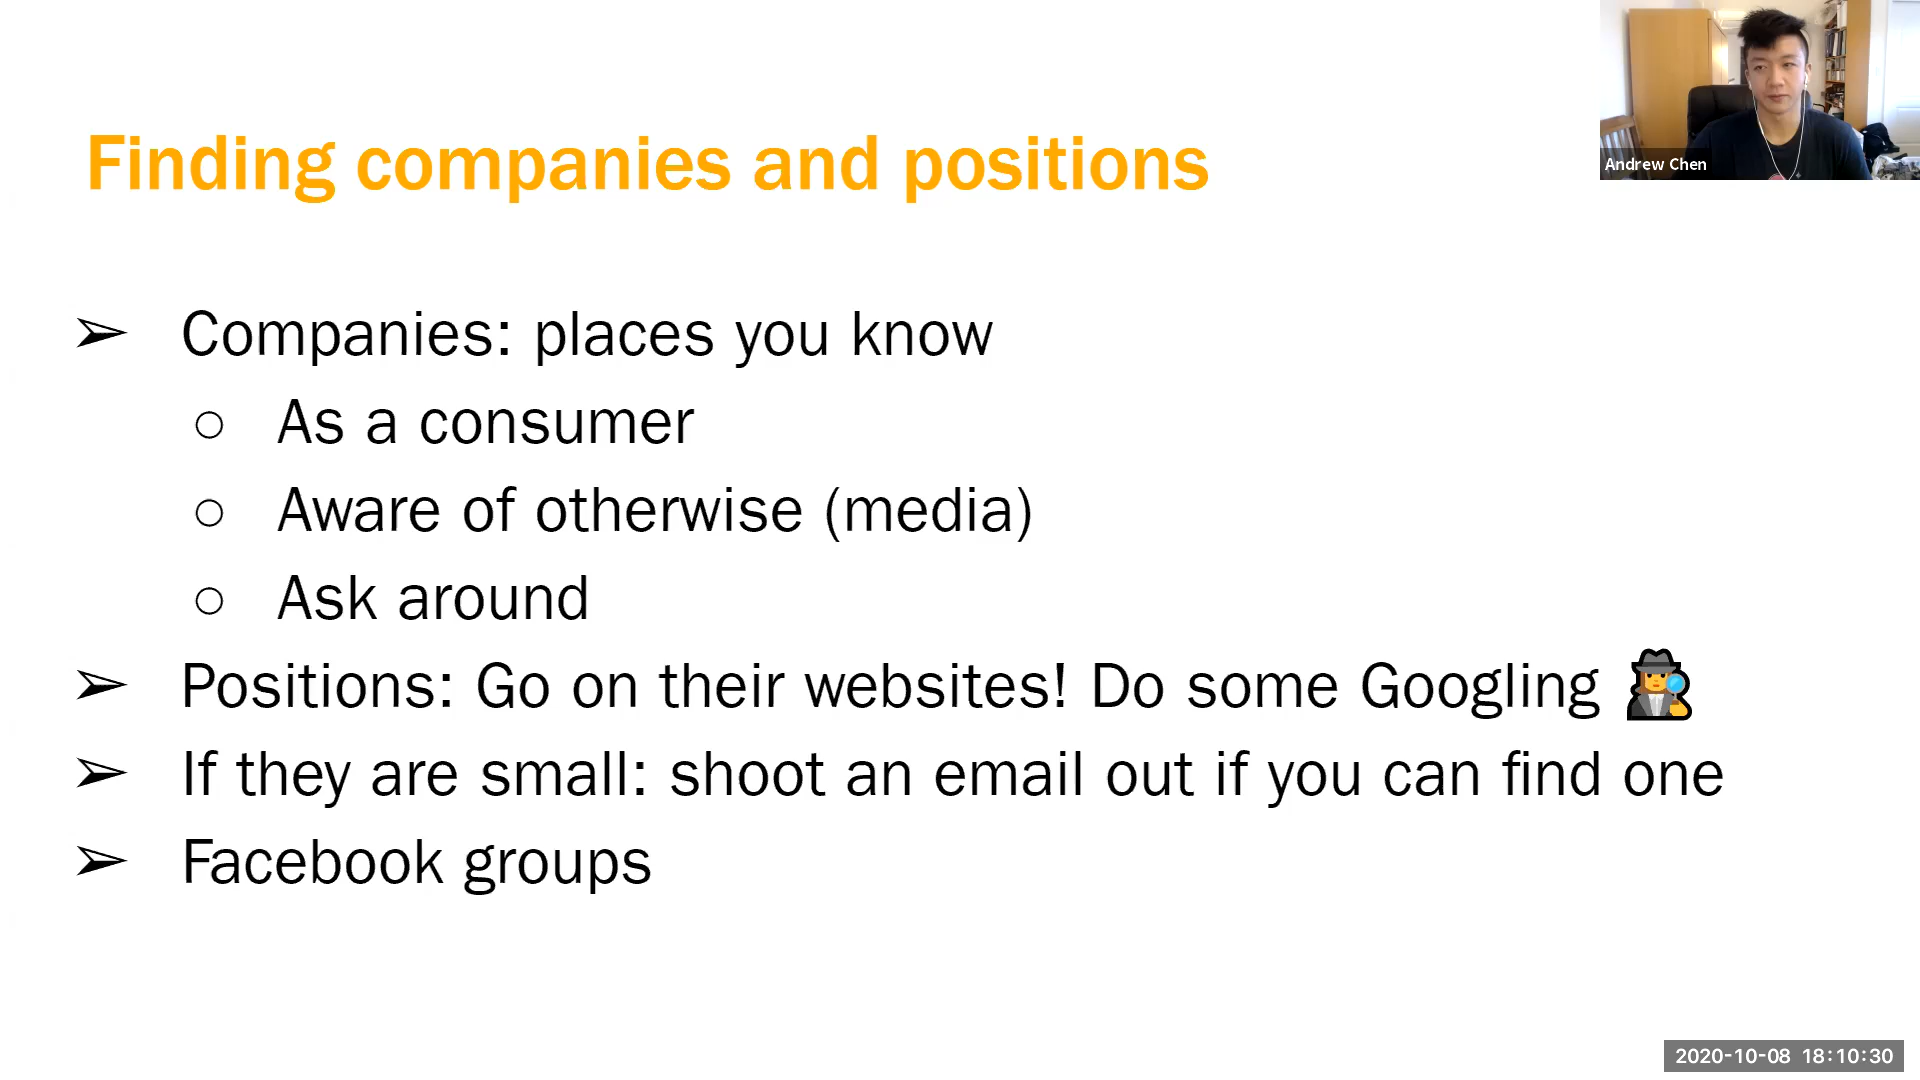 Andrew Chen
Finding companies and positions
➢ Companies: places you know
○ As a consumer
○ Aware of otherwise (media)
○ Ask around
➢ Positions: Go on their websites! Do some Googling 🕵️‍♀️
➢ If they are small: shoot an email out if you can find one
➢ Facebook groups
2020-10-08 18:10:30